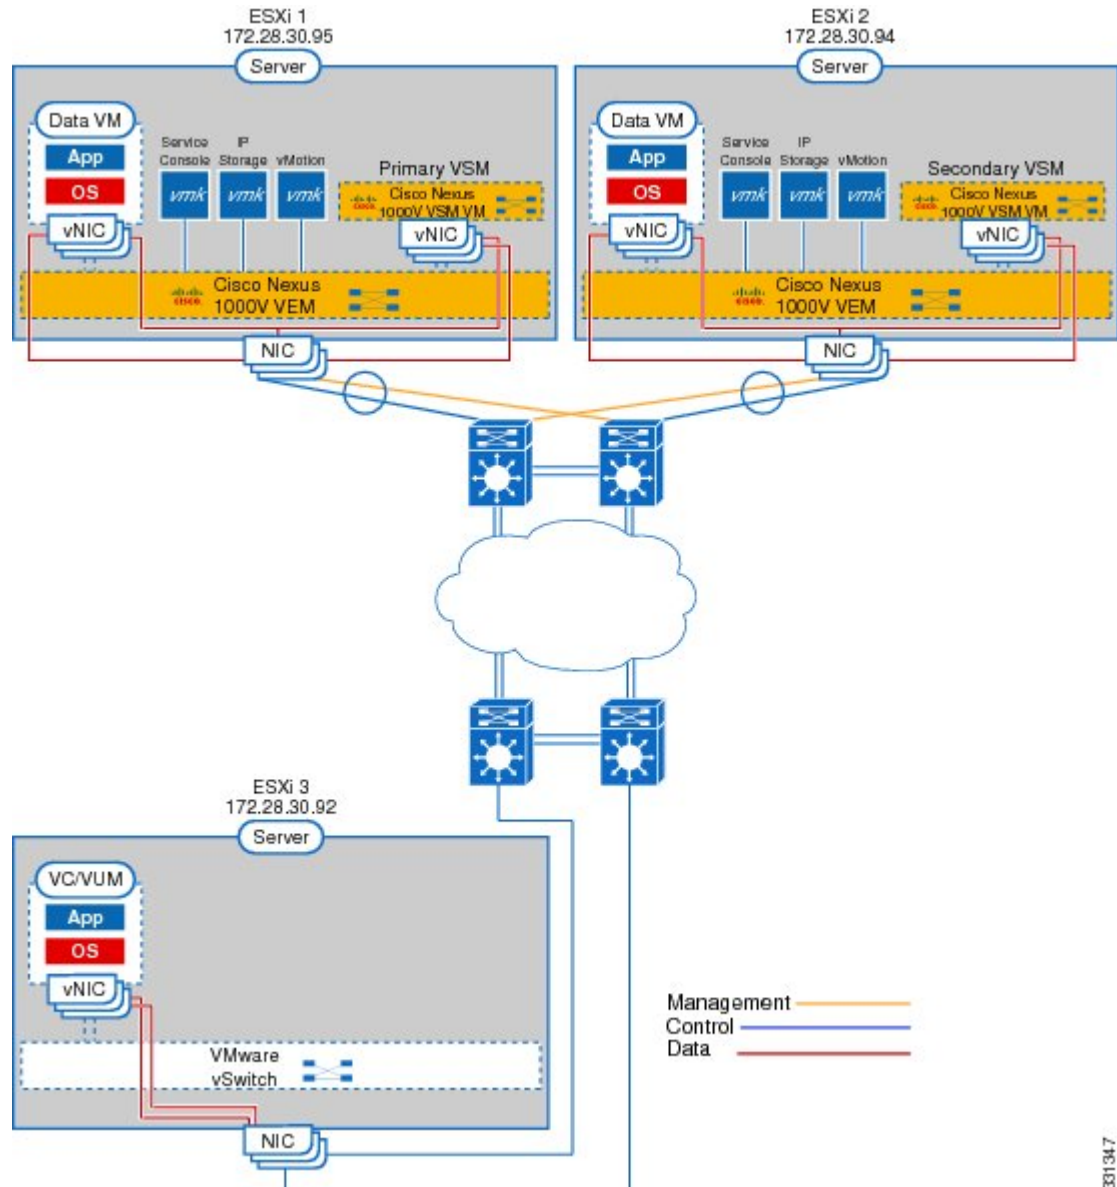 ESXi 1
172.28.30.95
Server
Data VM
App
OS
vNIC
Service
Console
IP
Storage
vMotion
vmk
vmk
vmk
Primary VSM
CISCO
Cisco Nexus
1000V VSM VM
vNIC
CISCO
Cisco Nexus
1000V VEM
NIC
ESXi 2
172.28.30.94
Server
Data VM
App
OS
vNIC
Service
Console
IP
Storage
vMotion
vmk
vmk
vmk
Secondary VSM
CISCO
Cisco Nexus
1000V VSM VM
vNIC
CISCO
Cisco Nexus
1000V VEM
NIC
ESXi 3
172.28.30.92
Server
VC/VUM
App
OS
vNIC
VMware
vSwitch
NIC
Management
Control
Data
331347